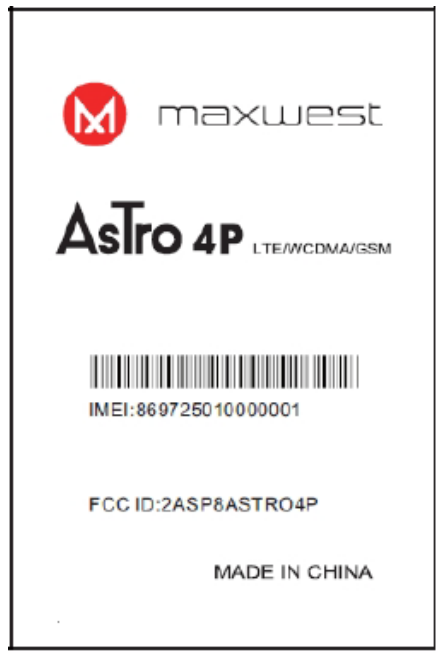 maxwest
AsTro 4P LTE/WCDMA/GSM
IMEI:869725010000001
FCC ID:2ASP8ASTRO4P
MADE IN CHINA